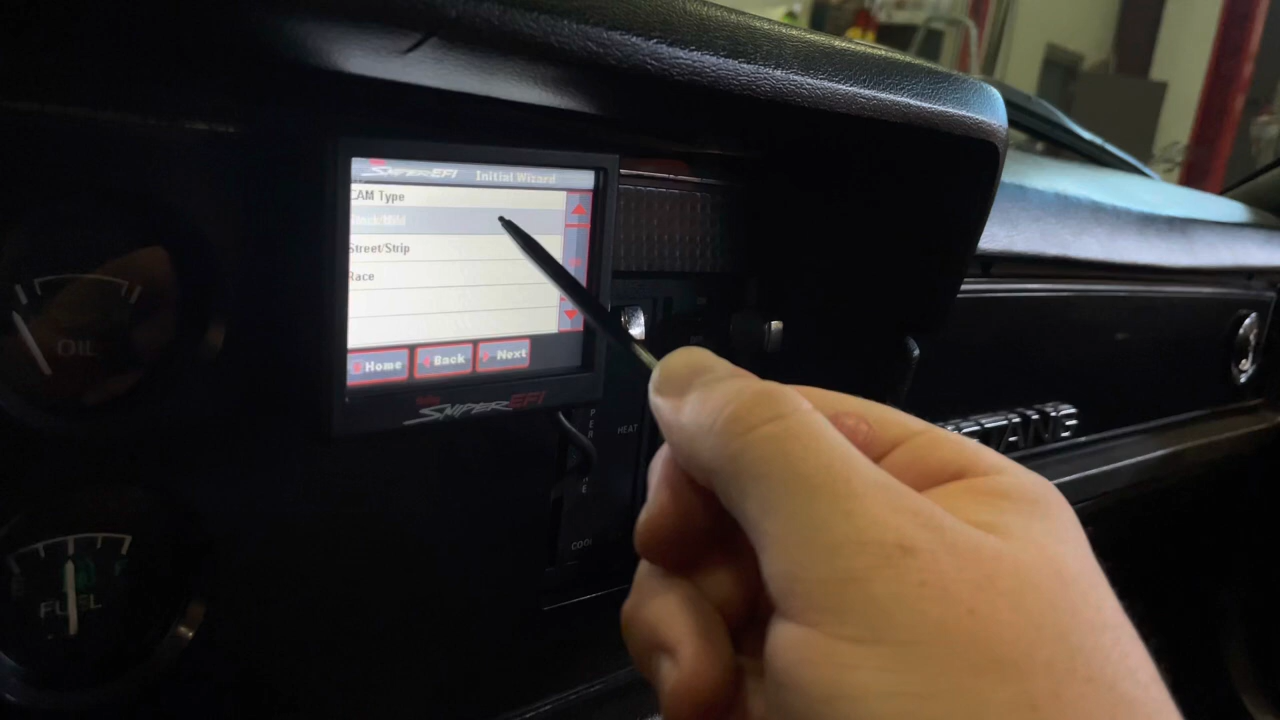 SNIPER EFI Initial Wizard
CAM Type
Stock/Mild
Street/Strip
Race
Home Back Next
SNIPER EFI
OIL
HEAT
COOL
FUEL
TANG